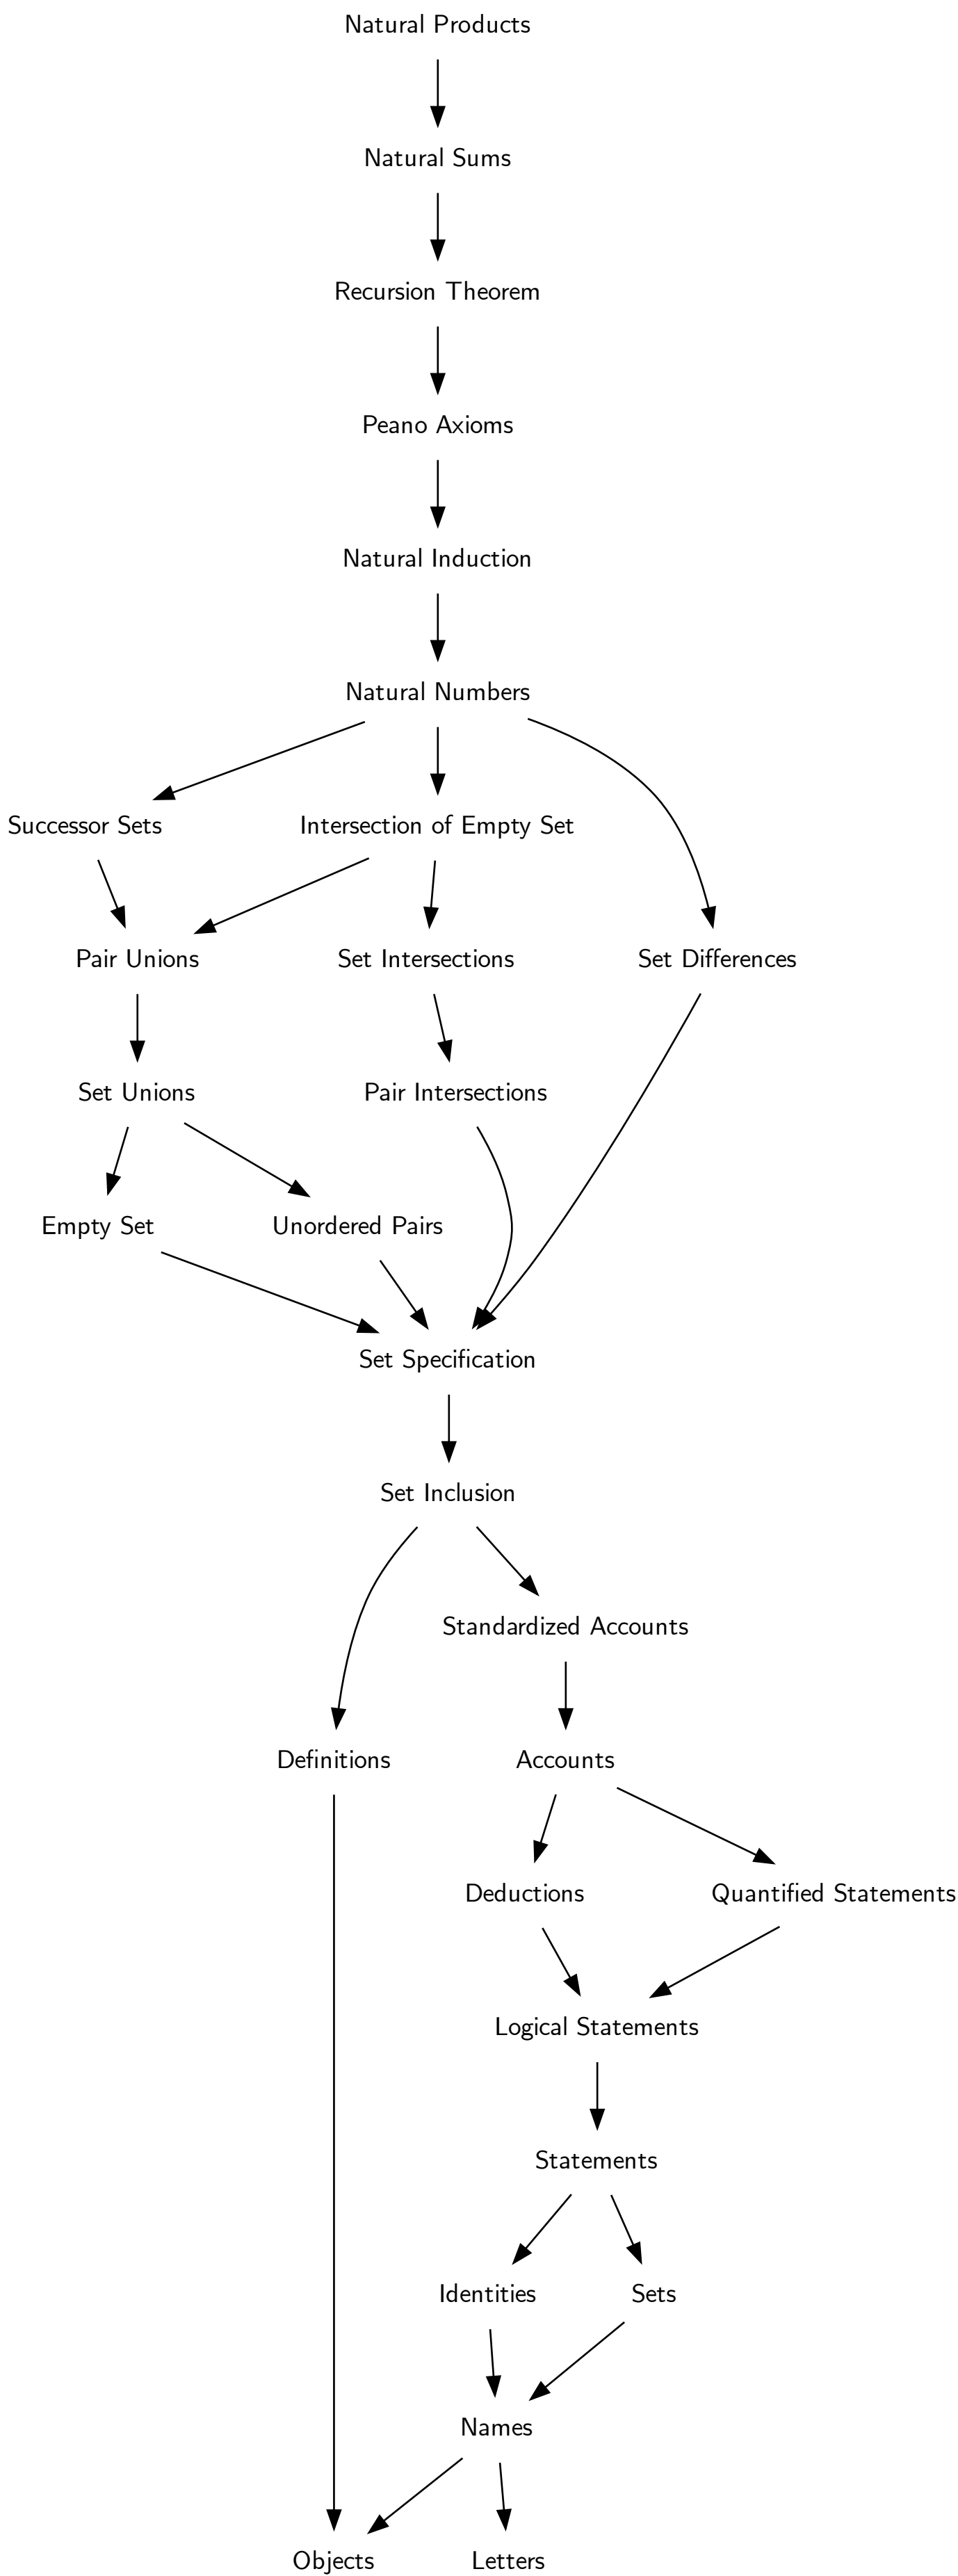 Natural Products
Natural Sums
Recursion Theorem
Peano Axioms
Natural Induction
Natural Numbers
Successor Sets
Intersection of Empty Set
Pair Unions
Set Intersections
Set Differences
Set Unions
Pair Intersections
Empty Set
Unordered Pairs
Set Specification
Set Inclusion
Standardized Accounts
Definitions
Accounts
Deductions
Quantified Statements
Logical Statements
Statements
Identities
Sets
Names
Objects
Letters